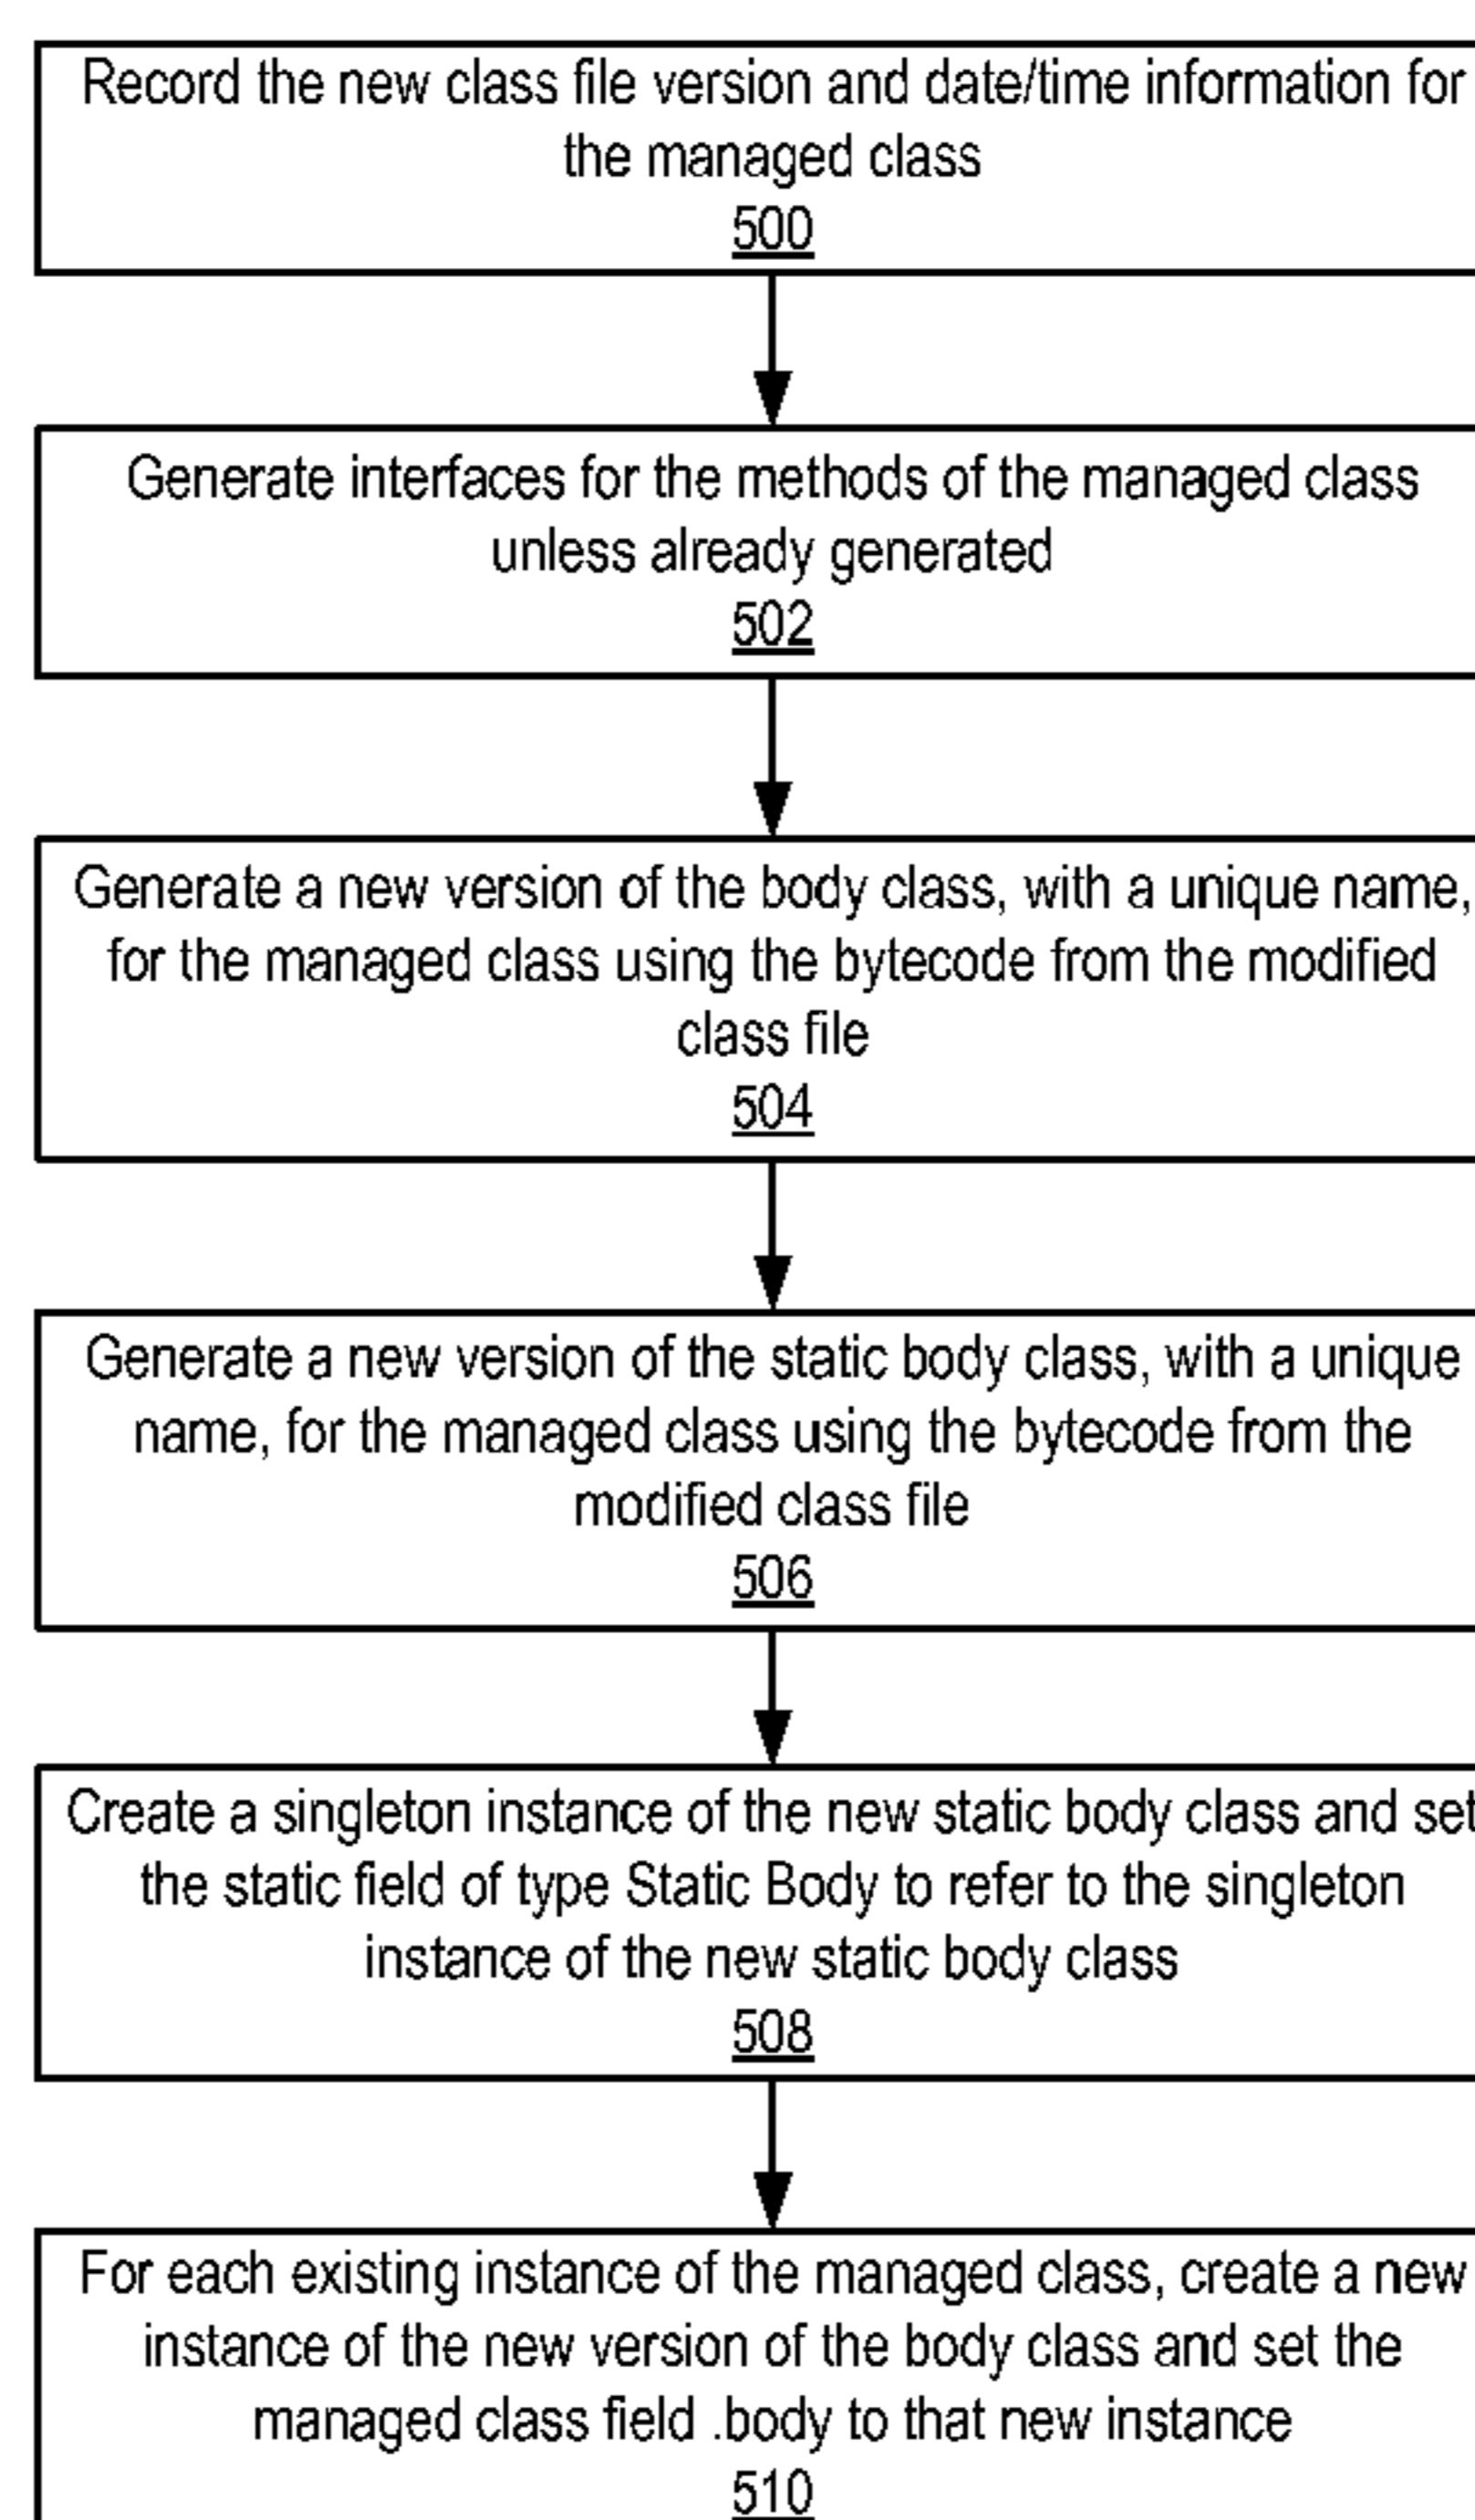 Record the new class file version and date/time information for
the managed class
500
Generate interfaces for the methods of the managed class
unless already generated
502
Generate a new version of the body class, with a unique name,
for the managed class using the bytecode from the modified
class file
504
Generate a new version of the static body class, with a unique
name, for the managed class using the bytecode from the
modified class file
506
Create a singleton instance of the new static body class and set
the static field of type Static Body to refer to the singleton
instance of the new static body class
508
For each existing instance of the managed class, create a new
instance of the new version of the body class and set the
managed class field .body to that new instance
510